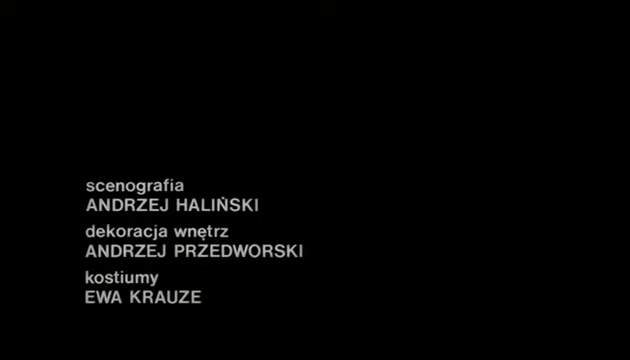 scenografia
ANDRZEJ HALIŃSKI
dekoracja wnętrz
ANDRZEJ PRZEDWORSKI
kostiumy
EWA KRAUZE